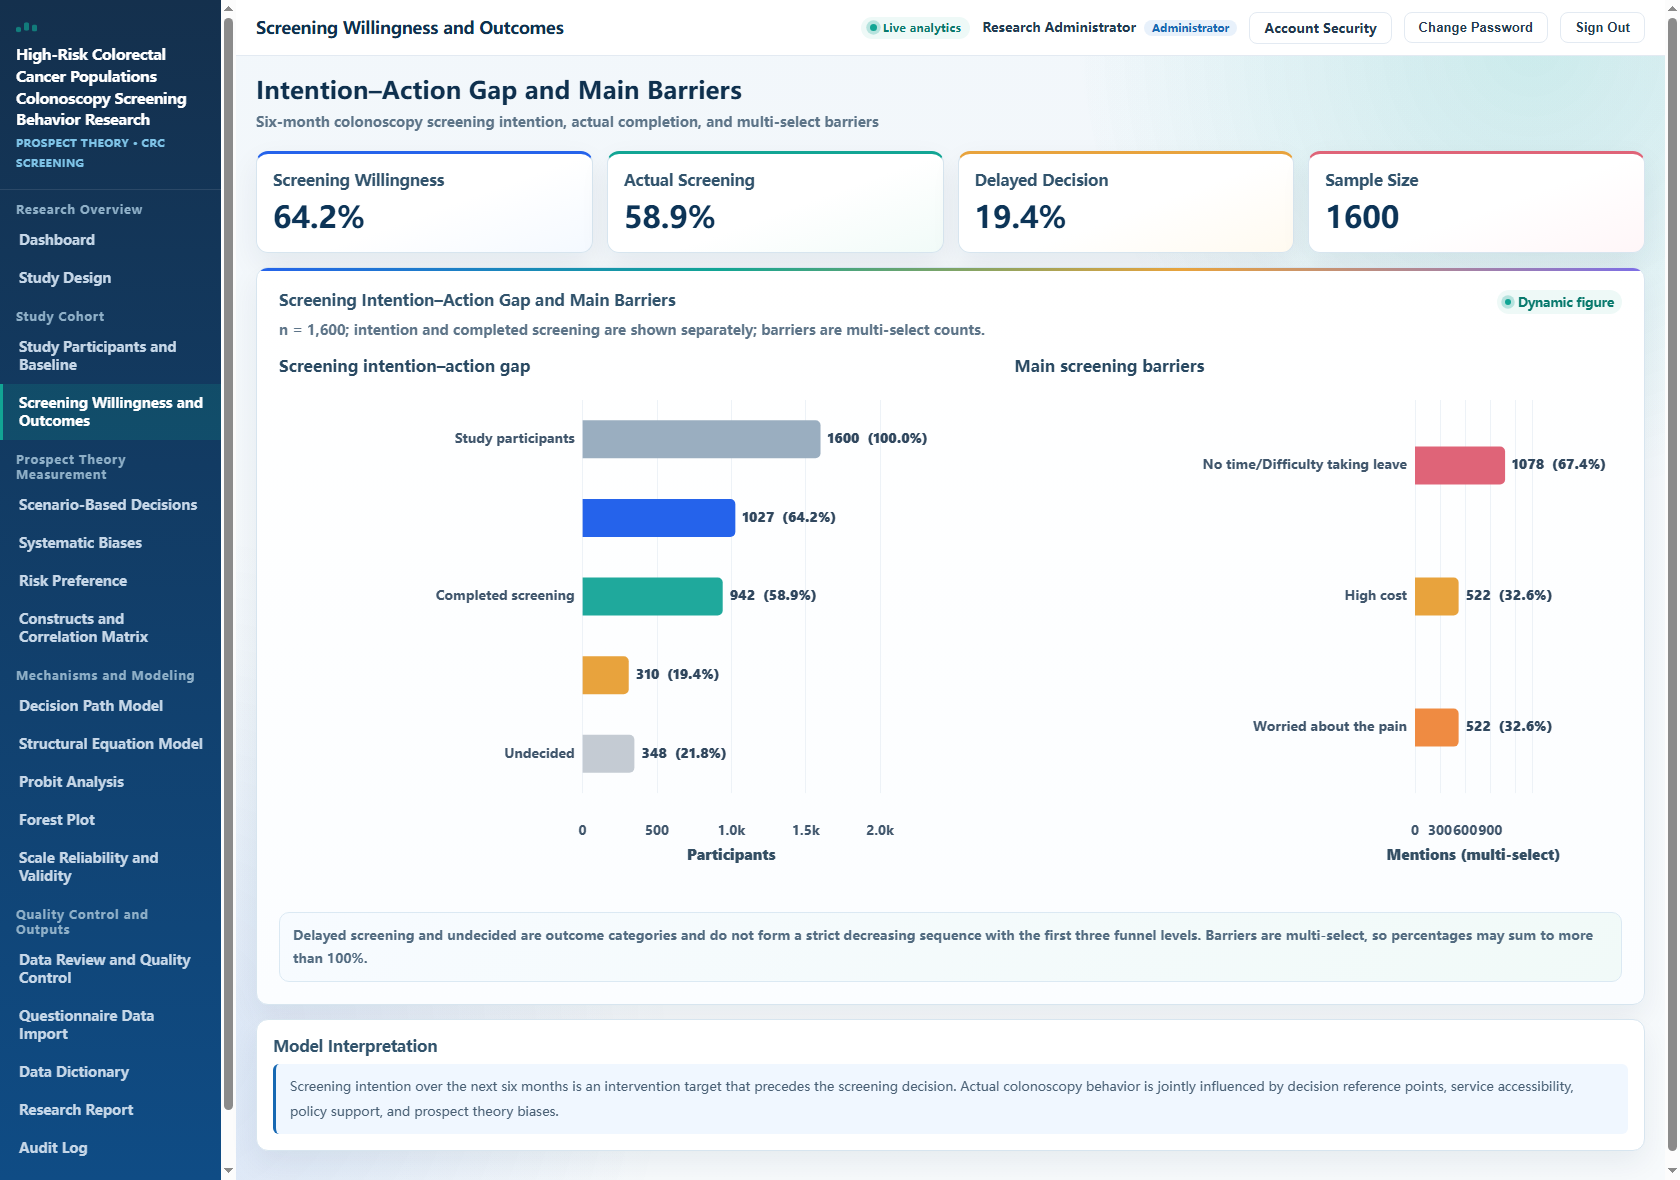 High-Risk Colorectal
Cancer Populations
Colonoscopy Screening
Behavior Research
PROSPECT THEORY • CRC
SCREENING
Research Overview
Dashboard
Study Design
Study Cohort
Study Participants and
Baseline
Screening Willingness and
Outcomes
Prospect Theory
Measurement
Scenario-Based Decisions
Systematic Biases
Risk Preference
Constructs and
Correlation Matrix
Mechanisms and Modeling
Decision Path Model
Structural Equation Model
Probit Analysis
Forest Plot
Scale Reliability and
Validity
Quality Control and
Outputs
Data Review and Quality
Control
Questionnaire Data
Import
Data Dictionary
Research Report
Audit Log
Screening Willingness and Outcomes
Live analytics
Research Administrator
Administrator
Account Security
Change Password
Sign Out
Intention–Action Gap and Main Barriers
Six-month colonoscopy screening intention, actual completion, and multi-select barriers
Screening Willingness
64.2%
Actual Screening
58.9%
Delayed Decision
19.4%
Sample Size
1600
Screening Intention–Action Gap and Main Barriers
Dynamic figure
n = 1,600; intention and completed screening are shown separately; barriers are multi-select counts.
Screening intention–action gap
Study participants 1600 (100.0%)
1027 (64.2%)
Completed screening 942 (58.9%)
310 (19.4%)
Undecided 348 (21.8%)
0 500 1.0k 1.5k 2.0k
Participants
Main screening barriers
No time/Difficulty taking leave 1078 (67.4%)
High cost 522 (32.6%)
Worried about the pain 522 (32.6%)
0 300 600 900
Mentions (multi-select)
Delayed screening and undecided are outcome categories and do not form a strict decreasing sequence with the first three funnel levels. Barriers are multi-select, so percentages may sum to more
than 100%.
Model Interpretation
Screening intention over the next six months is an intervention target that precedes the screening decision. Actual colonoscopy behavior is jointly influenced by decision reference points, service accessibility,
policy support, and prospect theory biases.